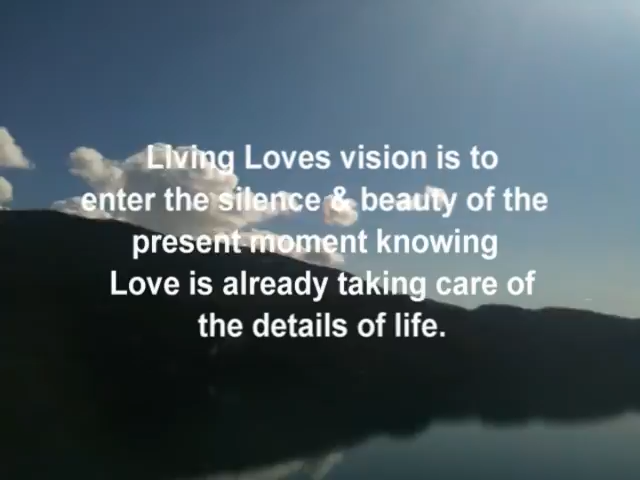 LIving Loves vision is to
enter the silence & beauty of the
present moment knowing
Love is already taking care of
the details of life.